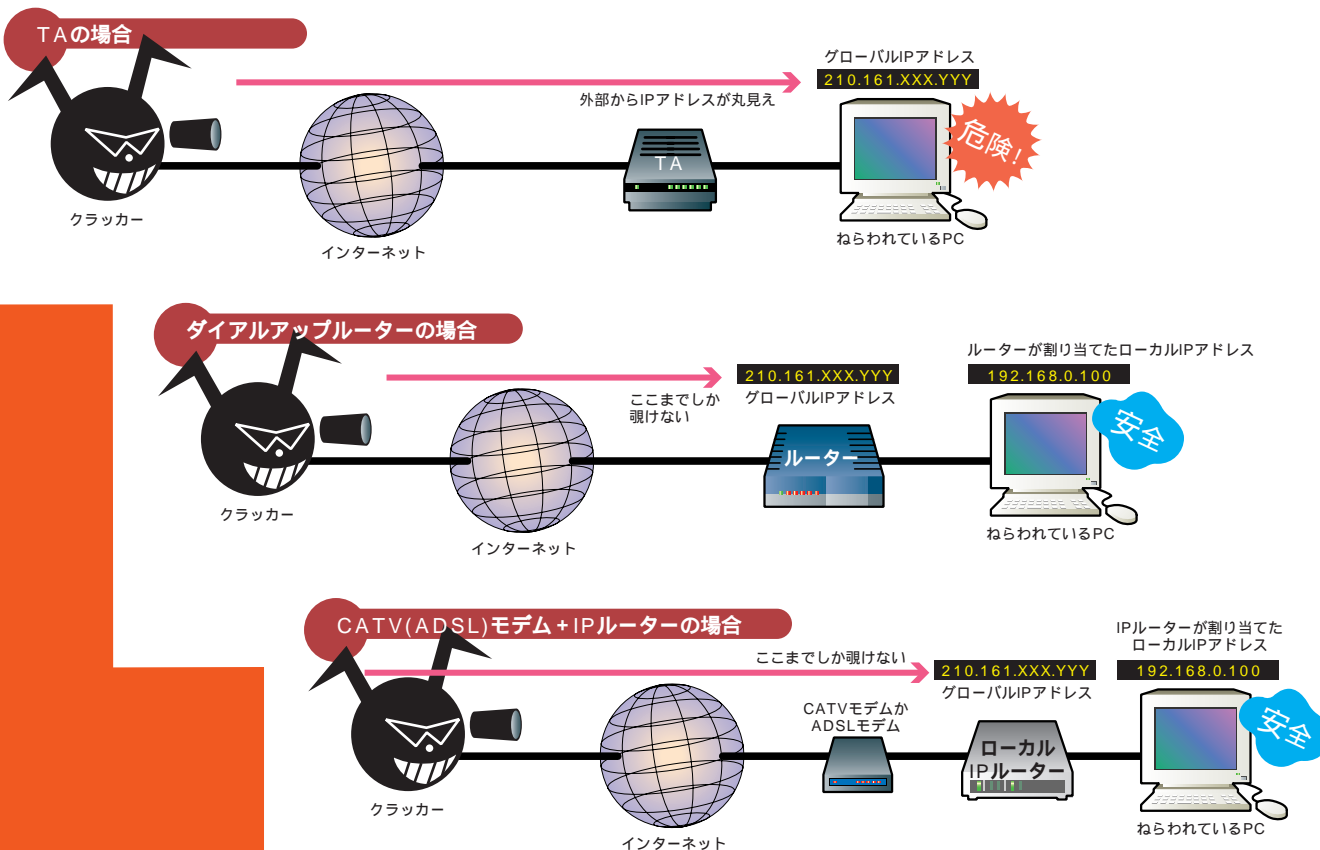 TAの場合
グローバルIPアドレス
210.161.XXX.YYY
外部からIPアドレスが丸見え
危険!
TA
クラッカー
インターネット
ねらわれているPC
ダイアルアップルーターの場合
ルーターが割り当てたローカルIPアドレス
192.168.0.100
210.161.XXX.YYY
グローバルIPアドレス
ここまでしか
覗けない
安全
ルーター
クラッカー
インターネット
ねらわれているPC
CATV(ADSL)モデム+IPルーターの場合
IPルーターが割り当てた
ローカルIPアドレス
192.168.0.100
ここまでしか覗けない
210.161.XXX.YYY
グローバルIPアドレス
CATVモデムか
ADSLモデム
安全
ローカル
IPルーター
クラッカー
インターネット
ねらわれているPC